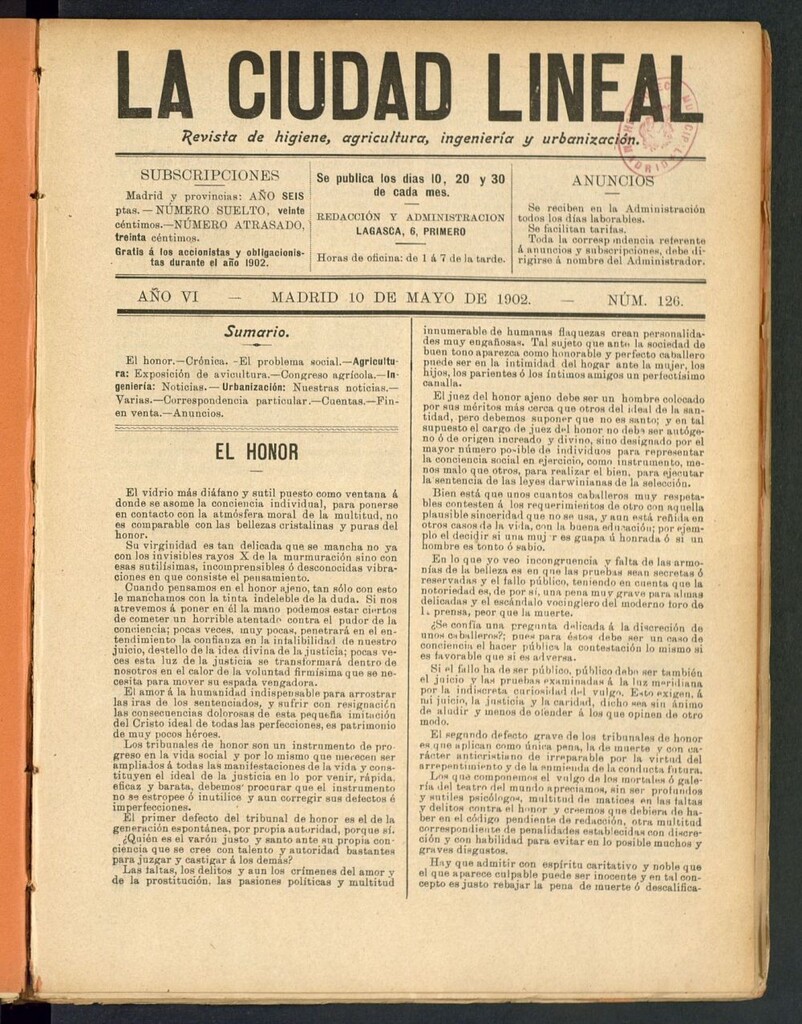 LA CIUDAD LINEAL
Revista de higiene, agricultura, ingeniería y urbanización.
SUBSCRIPCIONES
Madrid y provincias: AÑO SEIS
ptas.—NÚMERO SUELTO, veinte
céntimos.—NÚMERO ATRASADO,
treinta céntimos.
Gratis á los accionistas y obligacionis-
tas durante el año 1902.
Se publica los dias 10, 20 y 30
de cada mes.
REDACCIÓN Y ADMINISTRACION
LAGASCA, 6, PRIMERO
Horas de oficina: de 1 á 7 de la tarde.
ANUNCIOS
Se reciben en la Administración
todos los días laborables.
Se facilitan tarifas.
Toda la correspondencia referente
á anuncios y subscripciones, debe di-
rigirse á nombre del Administrador.
AÑO VI — MADRID 10 DE MAYO DE 1902. — NÚM. 126.
Sumario.
El honor.—Crónica. -El problema social.—Agricultu-
ra: Exposición de avicultura.—Congreso agrícola.—In-
geniería: Noticias.—Urbanización: Nuestras noticias.—
Varias.—Correspondencia particular.—Cuentas.—Fin-
en venta.—Anuncios.
EL HONOR
El vidrio más diáfano y sutil puesto como ventana á
donde se asome la conciencia individual, para ponerse
en contacto con la atmósfera moral de la multitud, no
es comparable con las bellezas cristalinas y puras del
honor.
Su virginidad es tan delicada que se mancha no ya
con los invisibles rayos X de la murmuración sino con
esas sutilísimas, incomprensibles ó desconocidas vibra-
ciones en que consiste el pensamiento.
Cuando pensamos en el honor ajeno, tan sólo con esto
le manchamos con la tinta indeleble de la duda. Si nos
atrevemos á poner en él la mano podemos estar ciertos
de cometer un horrible atentado contra el pudor de la
conciencia; pocas veces, muy pocas, penetrará en el en-
tendimiento la confianza en la infalibilidad de nuestro
juicio, destello de la idea divina de la justicia; pocas ve-
ces esta luz de la justicia se transformará dentro de
nosotros en el calor de la voluntad firmísima que se ne-
cesita para mover su espada vengadora.
El amor á la humanidad indispensable para arrostrar
las iras de los sentenciados, y sufrir con resignación
las consecuencias dolorosas de esta pequeña imitación
del Cristo ideal de todas las perfecciones, es patrimonio
de muy pocos héroes.
Los tribunales de honor son un instrumento de pro-
greso en la vida social y por lo mismo que merecen ser
ampliados á todas las manifestaciones de la vida y cons-
tituyen el ideal de la justicia en lo por venir, rápida,
eficaz y barata, debemos procurar que el instrumento
no se estropee ó inutilice y aun corregir sus defectos é
imperfecciones.
El primer defecto del tribunal de honor es el de la
generación espontánea, por propia autoridad, porque sí.
¿Quién es el varón justo y santo ante su propia con-
ciencia que se cree con talento y autoridad bastantes
para juzgar y castigar á los demás?
Las faltas, los delitos y aun los crímenes del amor y
de la prostitución, las pasiones políticas y multitud
innumerable de humanas flaquezas crean personalida-
des muy engañosas. Tal sujeto que ante la sociedad de
buen tono aparezca como honorable y perfecto caballero
puede ser en la intimidad del hogar ante la mujer, los
hijos, los parientes ó los íntimos amigos un perfectísimo
canalla.
El juez del honor ajeno debe ser un hombre colocado
por sus méritos más cerca que otros del ideal de la san-
tidad, pero debemos suponer que no es santo; y en tal
supuesto el cargo de juez del honor no debe ser autóge-
no ó de origen increado y divino, sino designado por el
mayor número posible de individuos para representar
la conciencia social en ejercicio, como instrumento, me-
nos malo que otros, para realizar el bien, para ejecutar
la sentencia de las leyes darwinianas de la selección.
Bien está que unos cuantos caballeros muy respeta-
bles contesten á los requerimientos de otro con aquella
plausible sinceridad que no se usa, y aun está reñida en
otros casos de la vida, con la buena educación; por ejem-
plo el decidir si una muj r es guapa ú honrada ó si un
hombre es tonto ó sabio.
En lo que yo veo incongruencia y falta de las armo-
nías de la belleza es en que las pruebas sean secretas ó
reservadas y el fallo público, teniendo en cuenta que la
notoriedad es, de por sí, una pena muy grave para almas
delicadas y el escándalo vocinglero del moderno foro de
l prensa, peor que la muerte.
¿Se confía una pregunta delicada á la discreción de
unos caballeros?; pues para éstos debe ser un caso de
conciencia el hacer pública la contestación lo mismo si
es favorable que si es adversa.
Si el fallo ha de ser público, público debe ser también
el juicio y las pruebas examinadas á la luz meridiana
por la indiscreta curiosidad del vulgo. Esto exigen, á
mi juicio, la justicia y la caridad, dicho sea sin ánimo
de aludir y menos de ofender á los que opinen de otro
modo.
El segundo defecto grave de los tribunales de honor
es que aplican como única pena, la de muerte y con ca-
rácter anticristiano de irreparable por la virtud del
arrepentimiento y de la enmienda de la conducta futura.
Los que componemos el vulgo de los mortales ó gale-
ría del teatro del mundo apreciamos, sin ser profundos
y sutiles psicólogos, multitud de matices en las faltas
y delitos contra el honor y creemos que debiera de ha-
ber en el código pendiente de redacción, otra multitud
correspondiente de penalidades establecidas con discre-
ción y con habilidad para evitar en lo posible muchos y
graves disgustos.
Hay que admitir con espíritu caritativo y noble que
el que aparece culpable puede ser inocente y en tal con-
cepto es justo rebajar la pena de muerte ó descalifica-